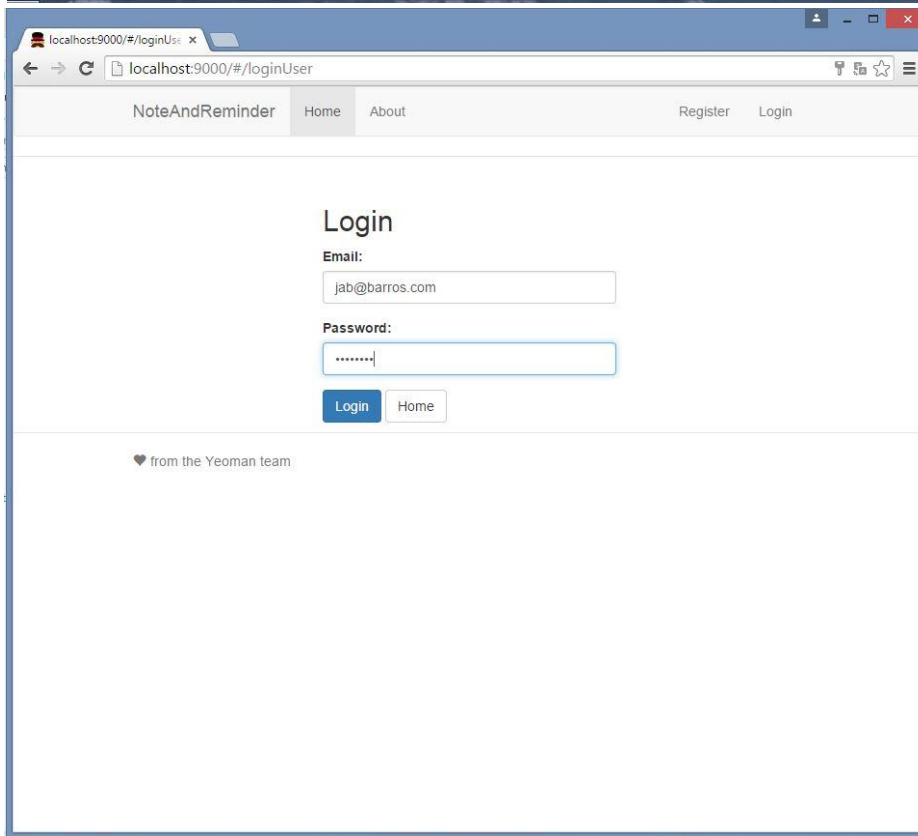 localhost:9000/#/loginUse
localhost:9000/#/loginUser
NoteAndReminder Home About Register Login
Login
Email:
jab@barros.com
Password:
••••••••
Login Home
from the Yeoman team